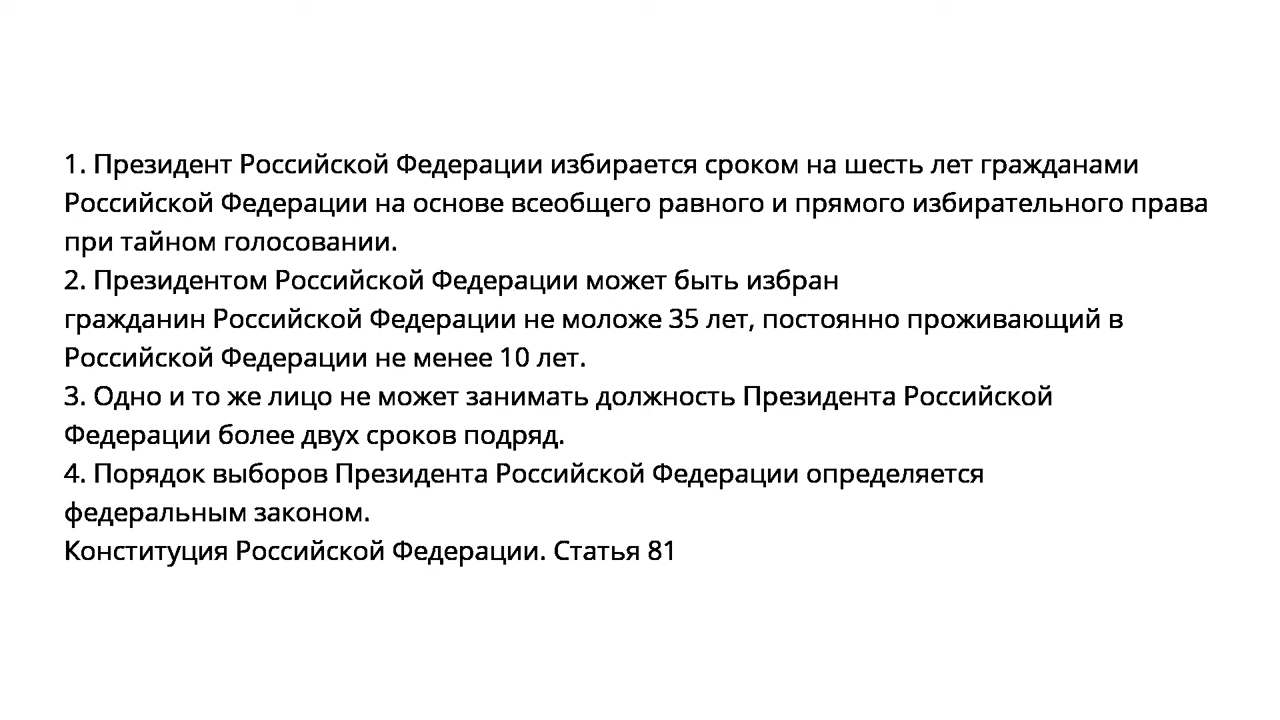 1. Президент Российской Федерации избирается сроком на шесть лет гражданами
Российской Федерации на основе всеобщего равного и прямого избирательного права
при тайном голосовании.
2. Президентом Российской Федерации может быть избран
гражданин Российской Федерации не моложе 35 лет, постоянно проживающий в
Российской Федерации не менее 10 лет.
3. Одно и то же лицо не может занимать должность Президента Российской
Федерации более двух сроков подряд.
4. Порядок выборов Президента Российской Федерации определяется
федеральным законом.
Конституция Российской Федерации. Статья 81